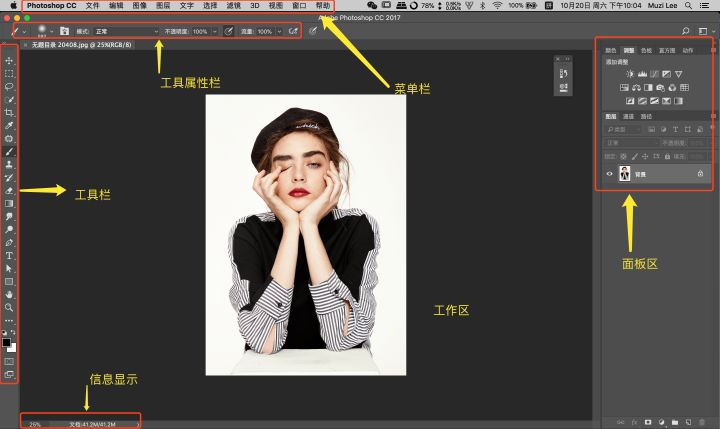 Photoshop CC 文件 编辑 图像 图层 文字 选择 滤镜 3D 视图 窗口 帮助 78% 100% 10月20日 周六 下午10:04 Muzi Lee
Adobe Photoshop CC 2017
模式: 正常 不透明度: 100% 流量: 100%
无题目录 20408.jpg @ 25%(RGB/8)
颜色 调整 色板 直方图 动作
添加调整
工具属性栏
菜单栏
图层 通道 路径
类型
正常 不透明度:
锁定: 填充:
背景
工具栏
面板区
工作区
信息显示
25% 文档:41.2M/41.2M